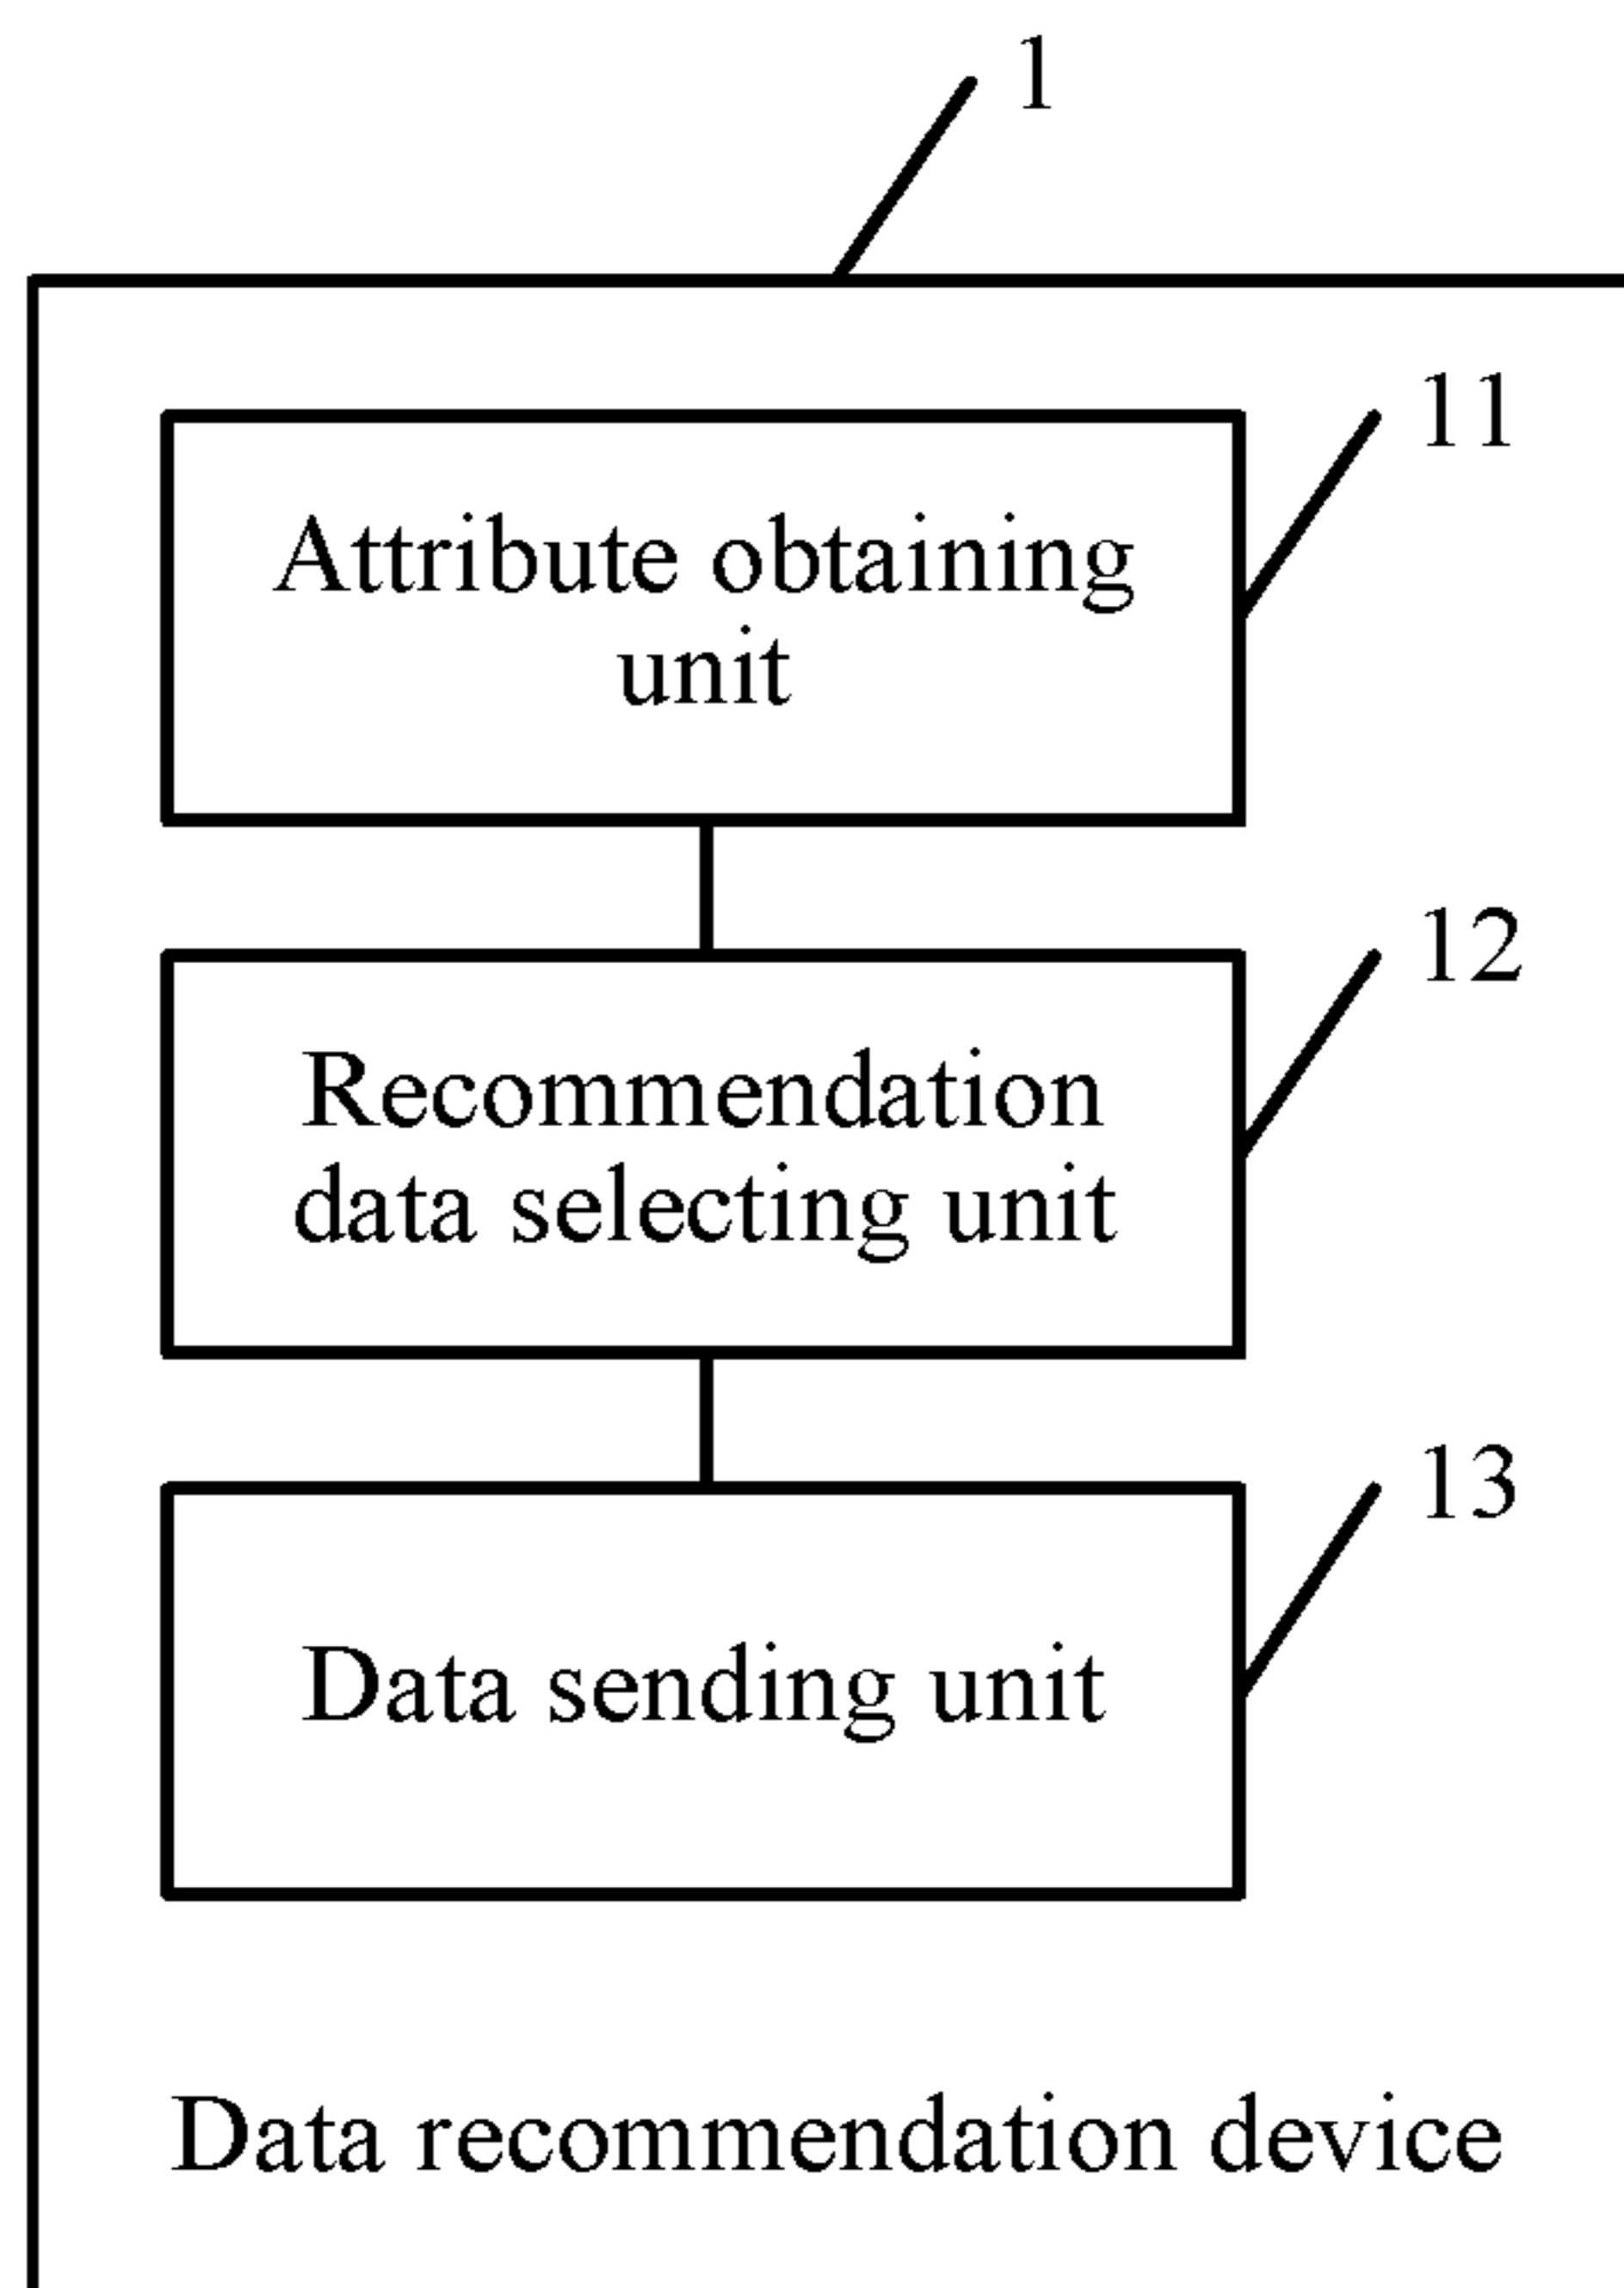 1
11
Attribute obtaining
unit
12
Recommendation
data selecting unit
13
Data sending unit
Data recommendation device